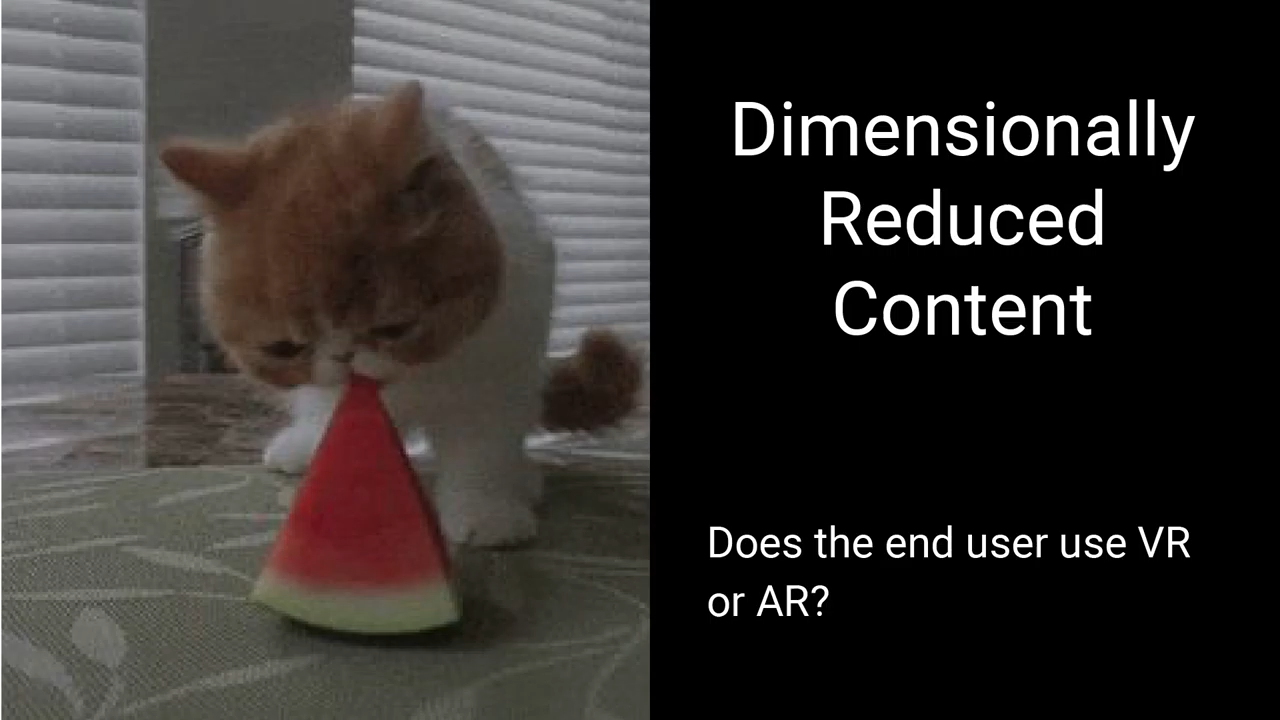 Dimensionally
Reduced
Content
Does the end user use VR
or AR?